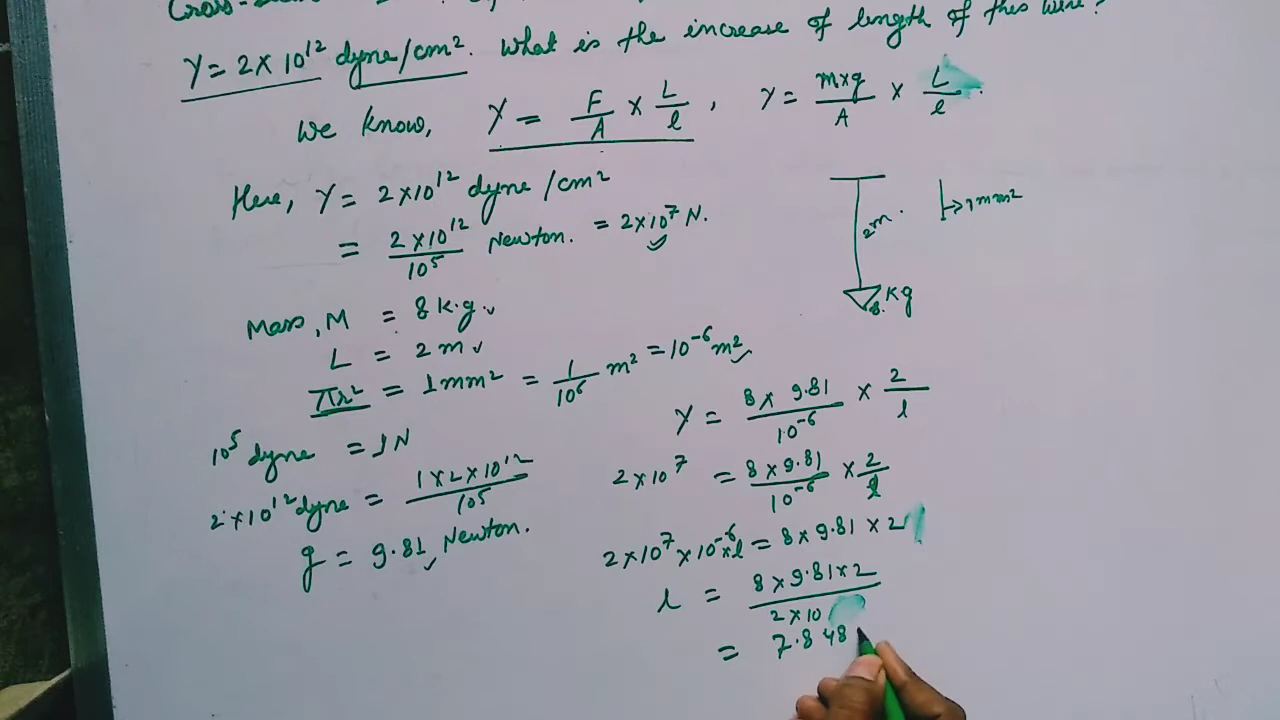 Cross-
Y = 2 × 10¹² dyne/cm². What is the increase of length of this wire?
We know, Y = F/A × L/l , Y = m×g/A × L/l .
Here, Y = 2×10¹² dyne/cm²
= 2×10¹²/10⁵ Newton. = 2×10⁷ N.
2m. 1mm²
8. Kg
Mass, M = 8 k.g.
L = 2 m
πr² = 1mm² = 1/10⁶ m² = 10⁻⁶ m²
10⁵ dyne = 1N
2×10¹² dyne = 1×2×10¹²/10⁵ Newton.
g = 9.81
Y = 8 × 9.81/10⁻⁶ × 2/l
2×10⁷ = 8×9.81/10⁻⁶ × 2/l
2×10⁷×10⁻⁶×l = 8×9.81×2
l = 8×9.81×2/2×10
= 7.848